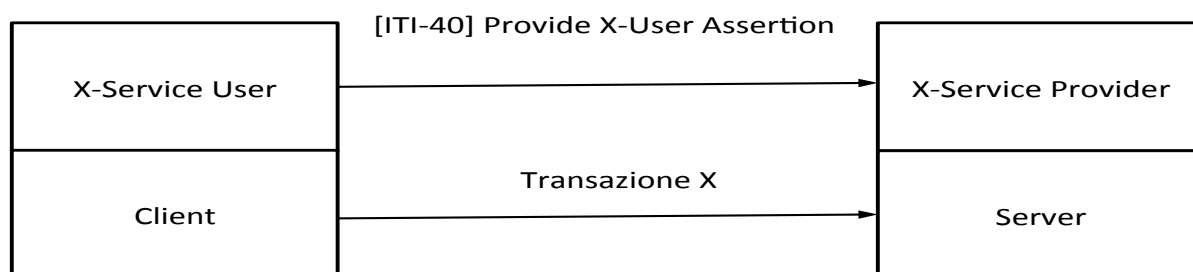 [ITI-40] Provide X-User Assertion
X-Service User
X-Service Provider
Transazione X
Client
Server